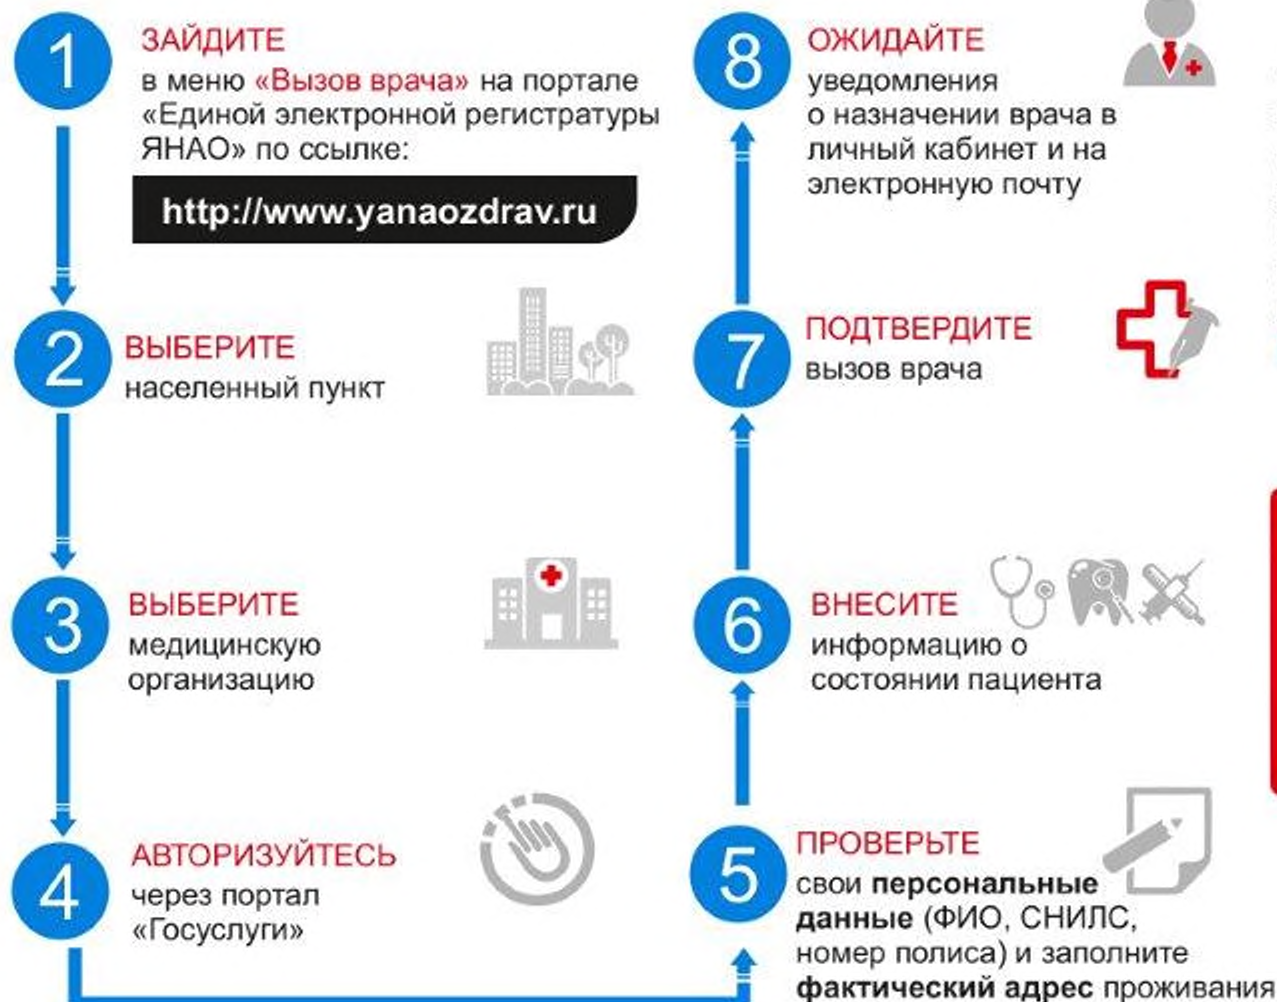 1
ЗАЙДИТЕ
в меню «Вызов врача» на портале
«Единой электронной регистратуры
ЯНАО» по ссылке:
http://www.yanaozdrav.ru
2
ВЫБЕРИТЕ
населенный пункт
3
ВЫБЕРИТЕ
медицинскую
организацию
4
АВТОРИЗУЙТЕСЬ
через портал
«Госуслуги»
5
ПРОВЕРЬТЕ
свои персональные
данные (ФИО, СНИЛС,
номер полиса) и заполните
фактический адрес проживания
6
ВНЕСИТЕ
информацию о
состоянии пациента
7
ПОДТВЕРДИТЕ
вызов врача
8
ОЖИДАЙТЕ
уведомления
о назначении врача в
личный кабинет и на
электронную почту